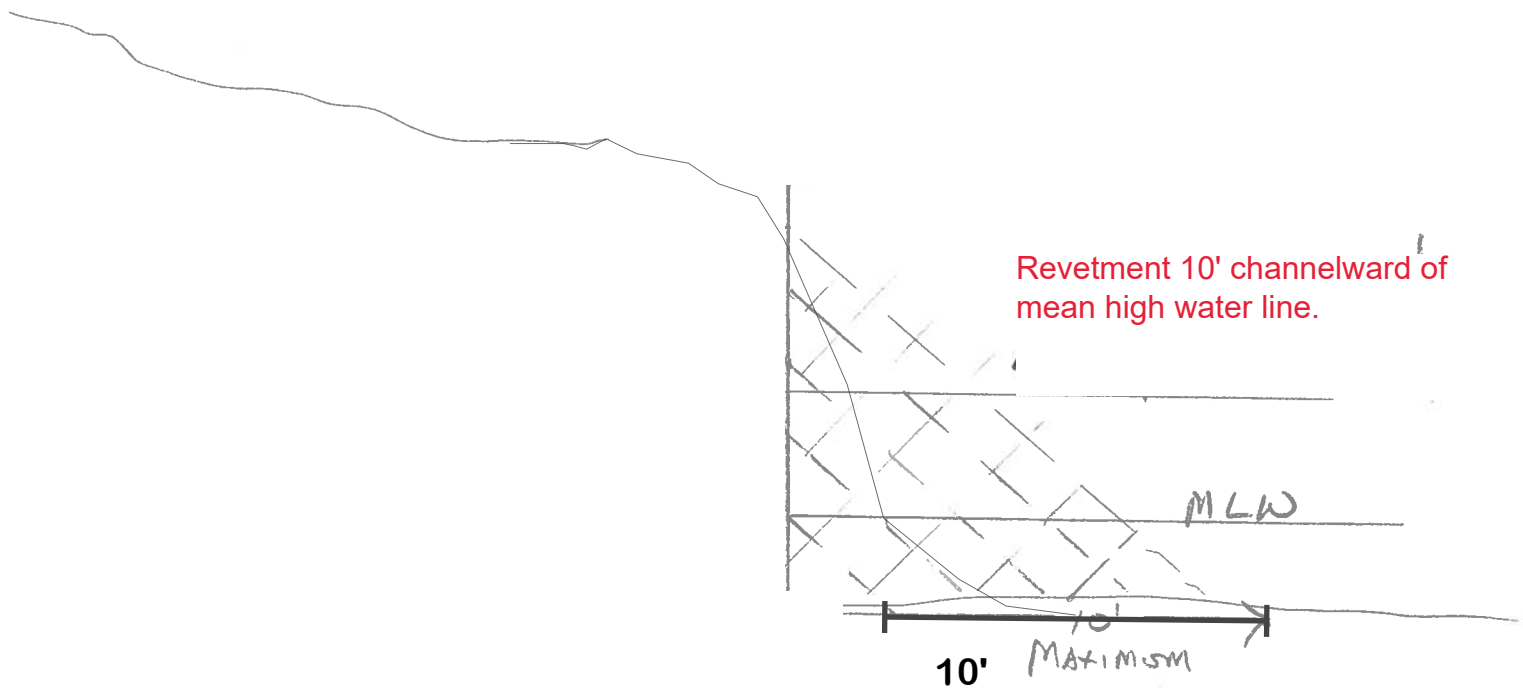 Revetment 10' channelward of
mean high water line.
MLW
10'
MAXIMUM
10'